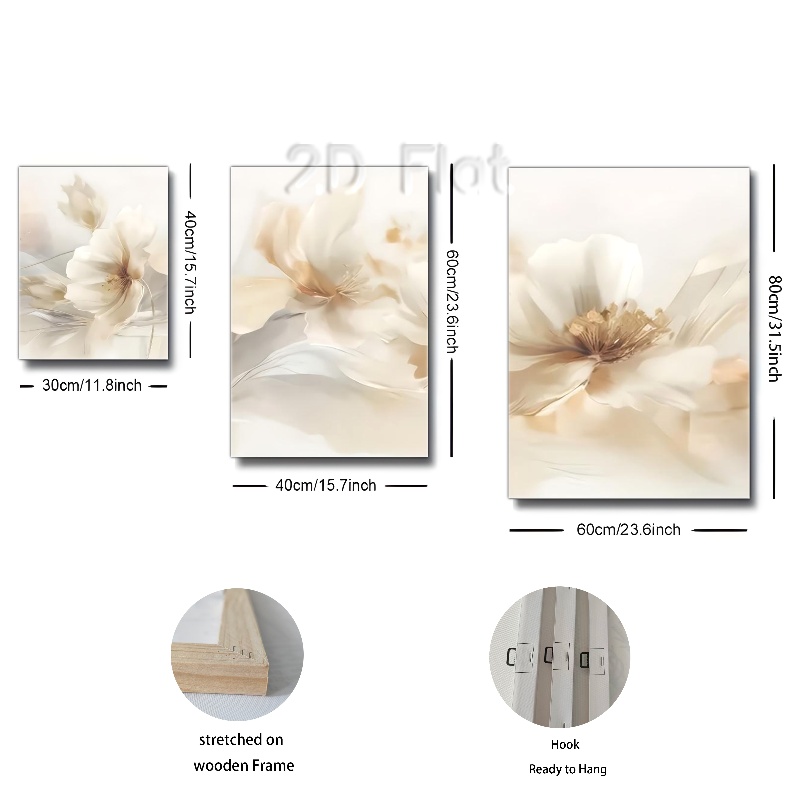 2D Flat
40cm/15.7inch
30cm/11.8inch
60cm/23.6inch
40cm/15.7inch
80cm/31.5inch
60cm/23.6inch
stretched on
wooden Frame
Hook
Ready to Hang